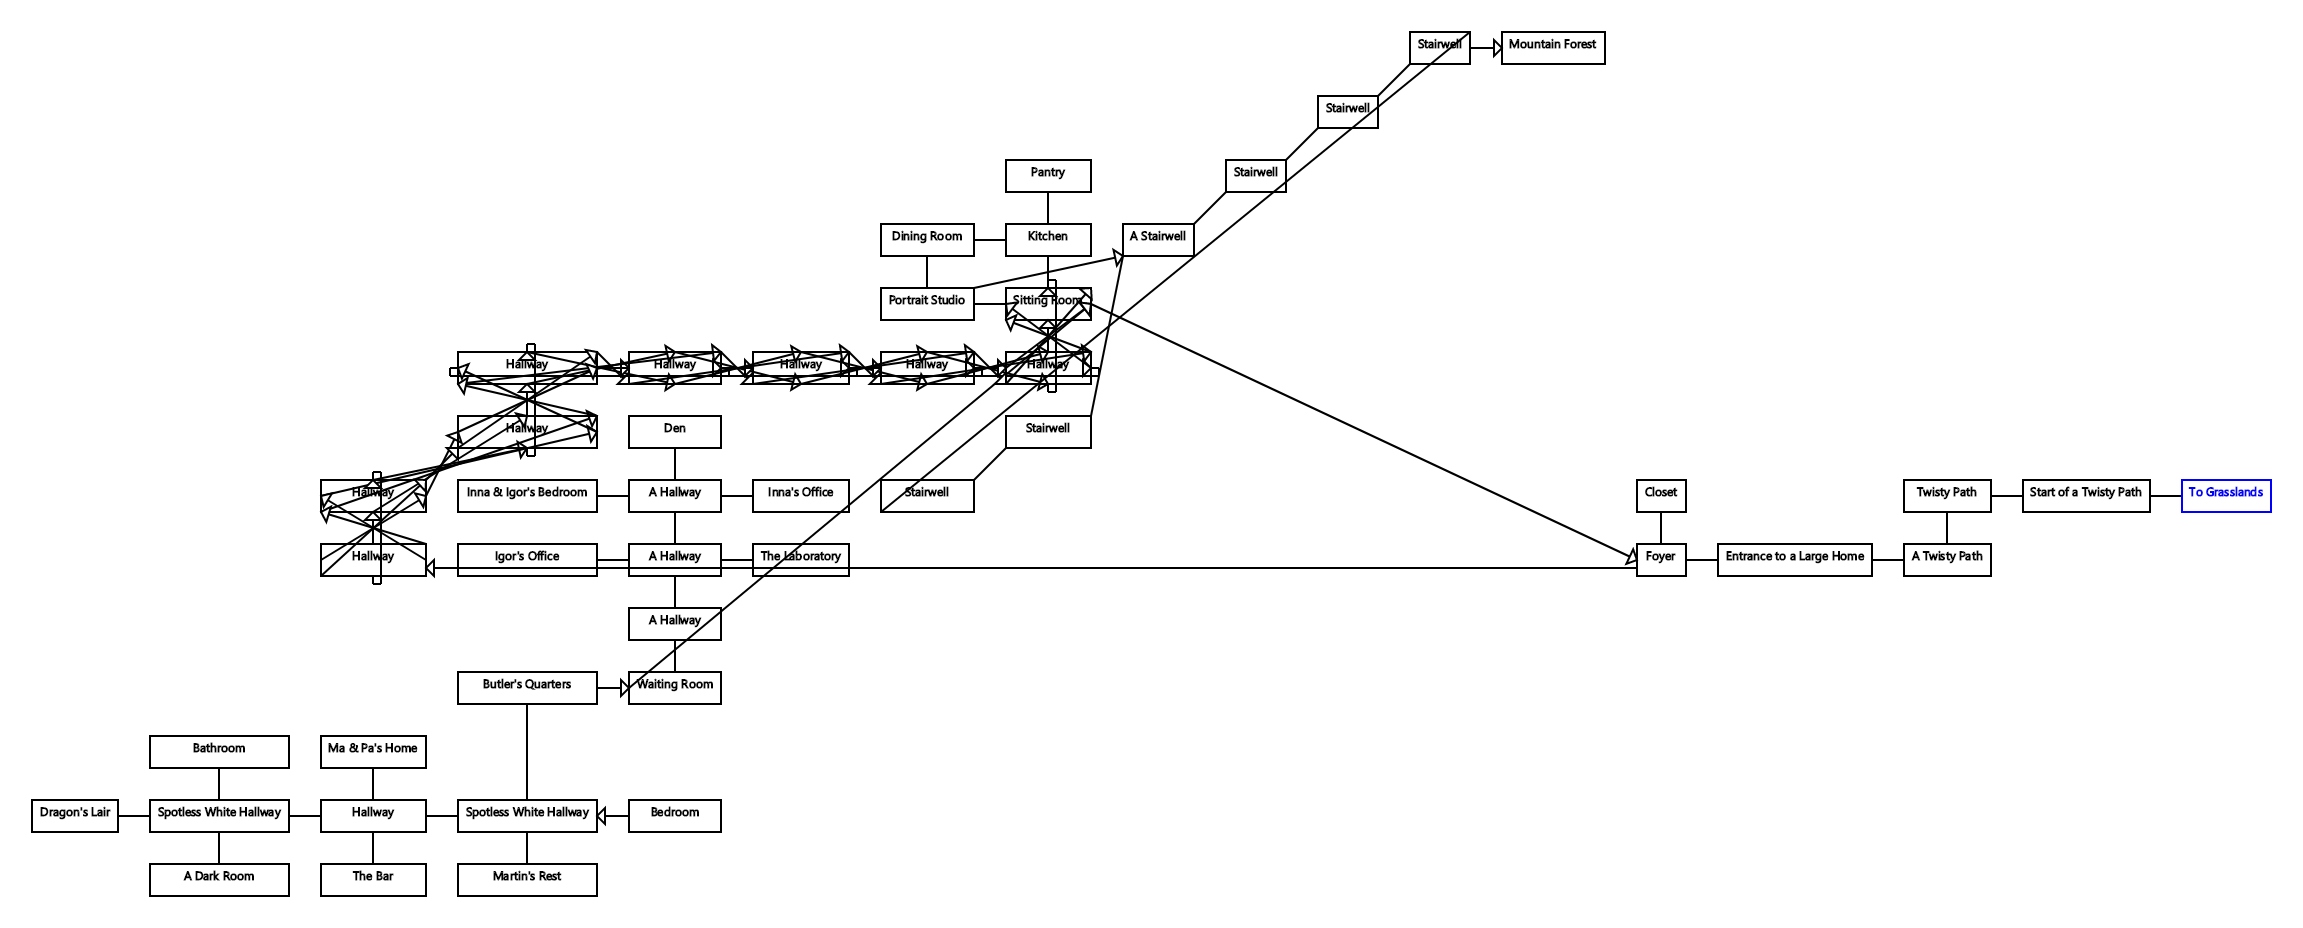 Stairwell
Mountain Forest
Stairwell
Pantry
Stairwell
Dining Room
Kitchen
A Stairwell
Portrait Studio
Sitting Room
Hallway
Hallway
Hallway
Hallway
Hallway
Hallway
Den
Stairwell
Hallway
Inna & Igor's Bedroom
A Hallway
Inna's Office
Stairwell
Closet
Twisty Path
Start of a Twisty Path
To Grasslands
Hallway
Igor's Office
A Hallway
The Laboratory
Foyer
Entrance to a Large Home
A Twisty Path
A Hallway
Butler's Quarters
Waiting Room
Bathroom
Ma & Pa's Home
Dragon's Lair
Spotless White Hallway
Hallway
Spotless White Hallway
Bedroom
A Dark Room
The Bar
Martin's Rest